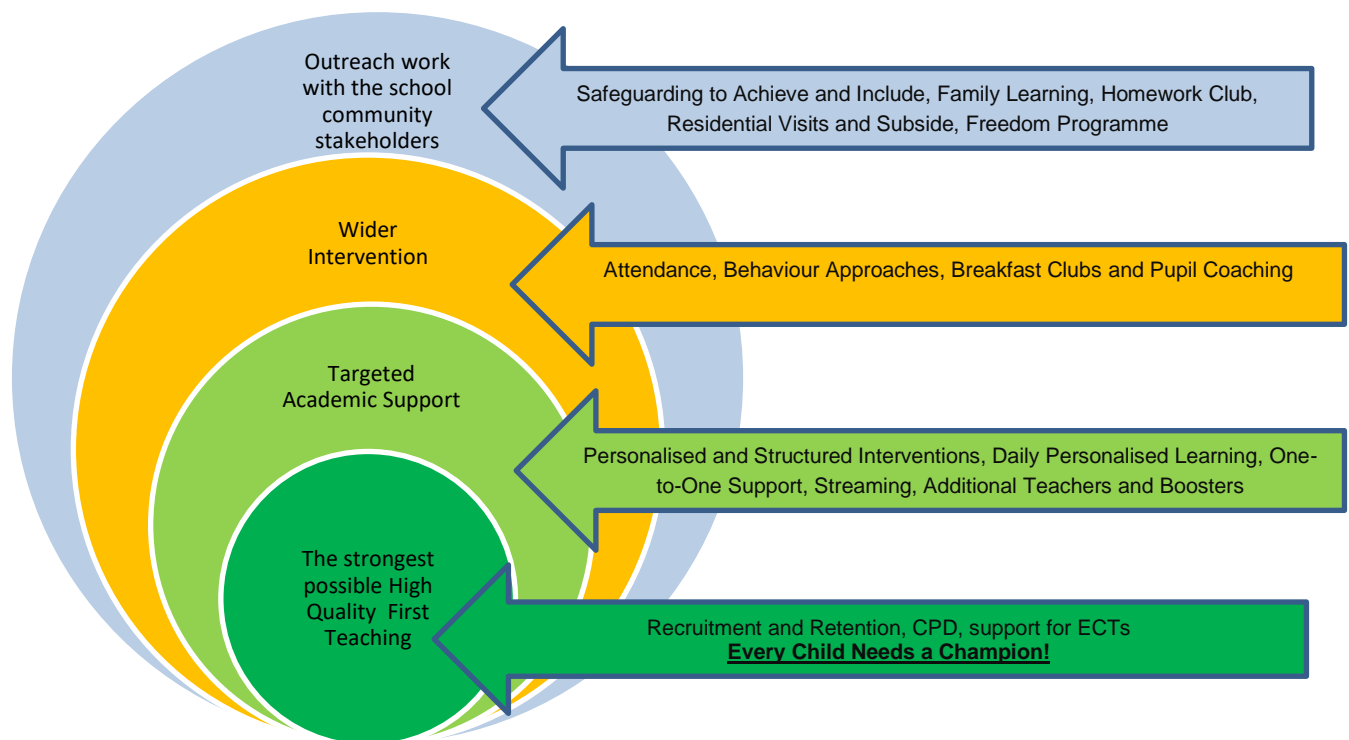 Outreach work
with the school
community
stakeholders
Safeguarding to Achieve and Include, Family Learning, Homework Club,
Residential Visits and Subside, Freedom Programme
Wider
Intervention
Attendance, Behaviour Approaches, Breakfast Clubs and Pupil Coaching
Targeted
Academic Support
Personalised and Structured Interventions, Daily Personalised Learning, One-
to-One Support, Streaming, Additional Teachers and Boosters
The strongest
possible High
Quality First
Teaching
Recruitment and Retention, CPD, support for ECTs
Every Child Needs a Champion!